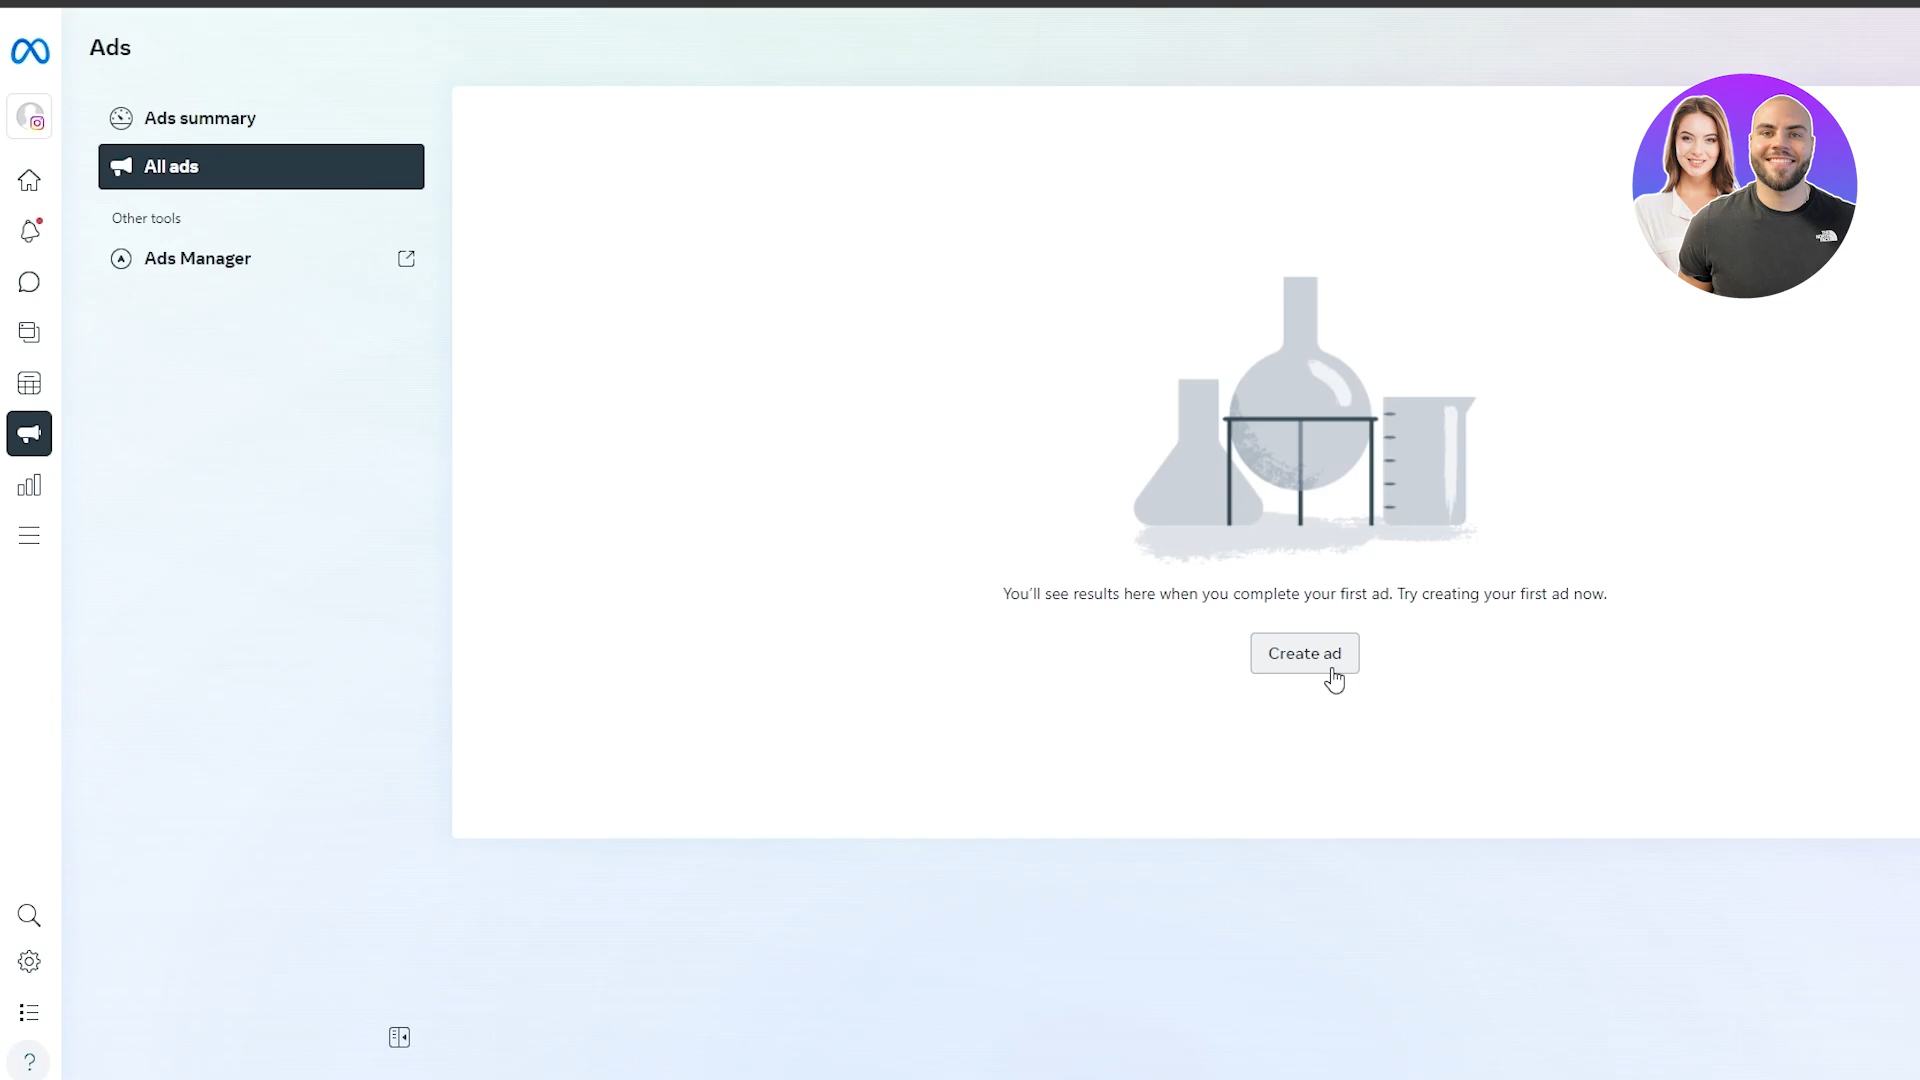 Ads
Ads summary
All ads
Other tools
Ads Manager
You'll see results here when you complete your first ad. Try creating your first ad now.
Create ad
?